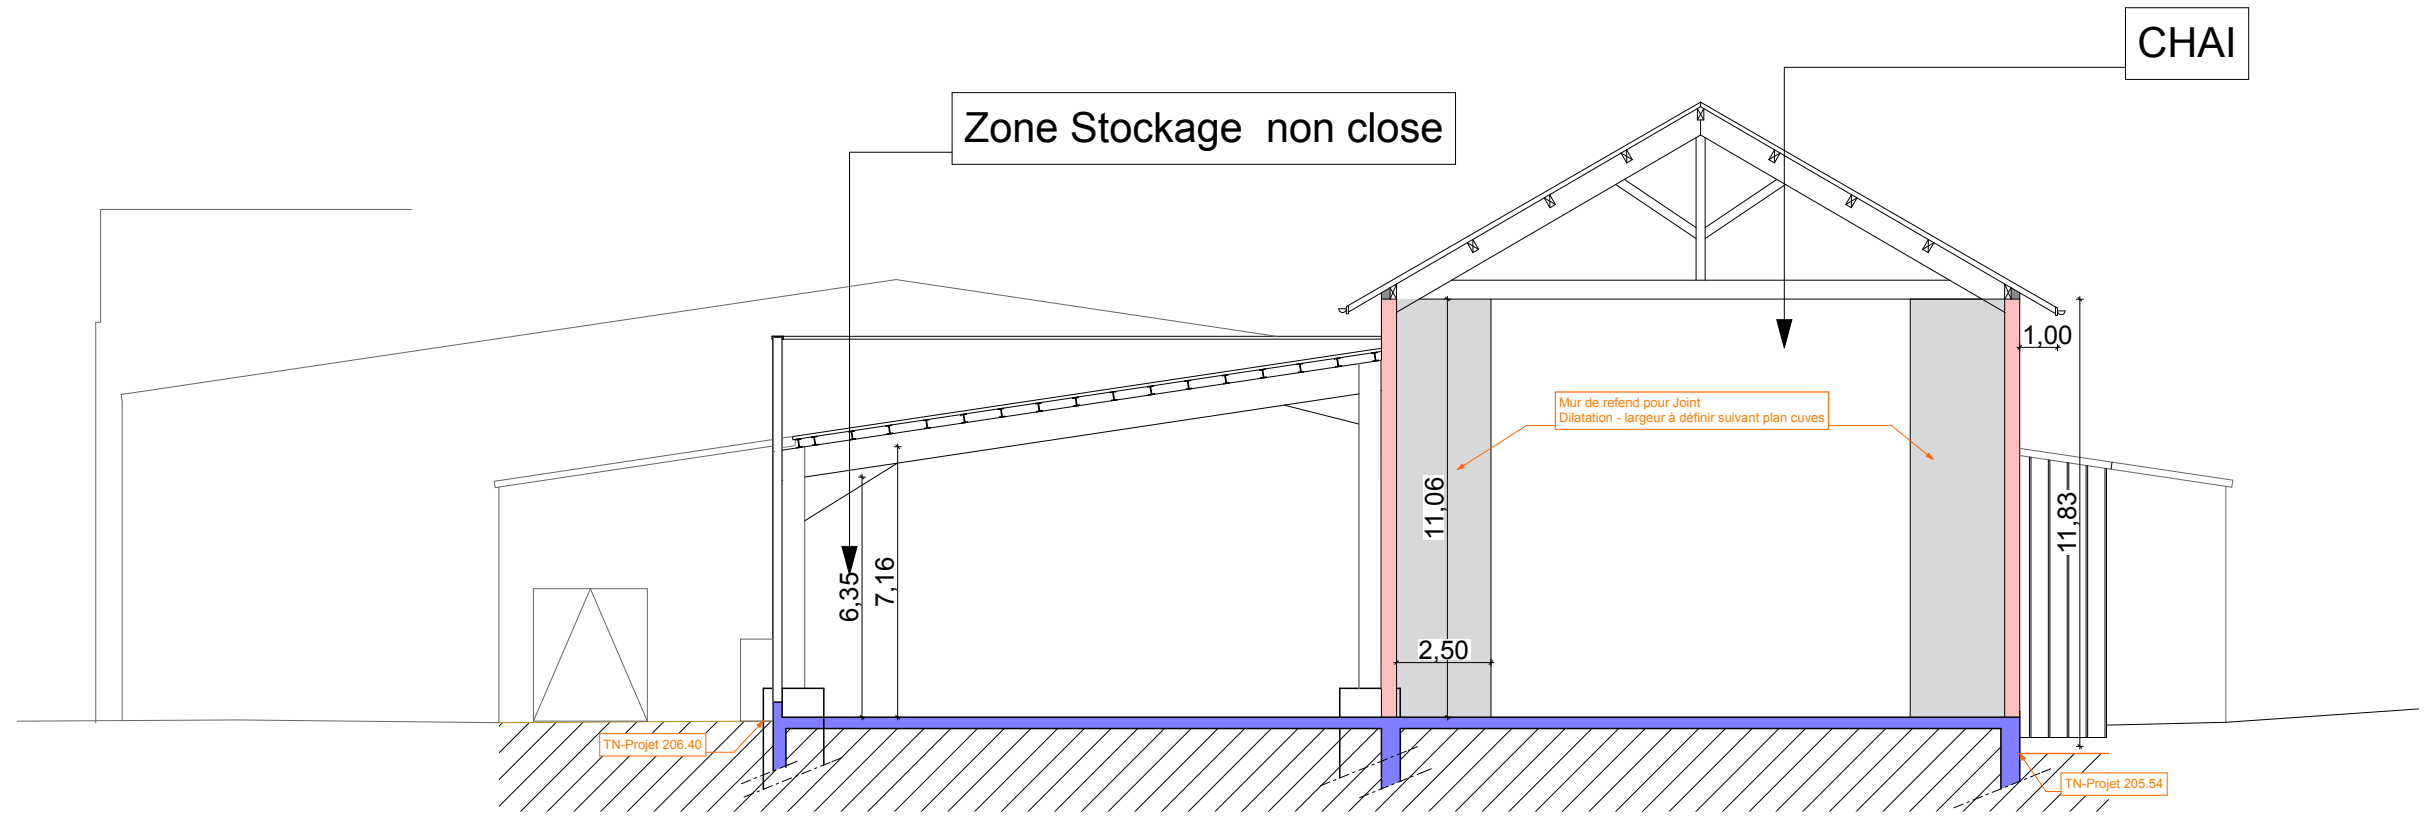 CHAI
Zone Stockage  non close
1,00
Mur de refend pour Joint
Dilatation - largeur à définir suivant plan cuves
11,06
11,83
6,35
7,16
2,50
TN-Projet 206.40
TN-Projet 205.54